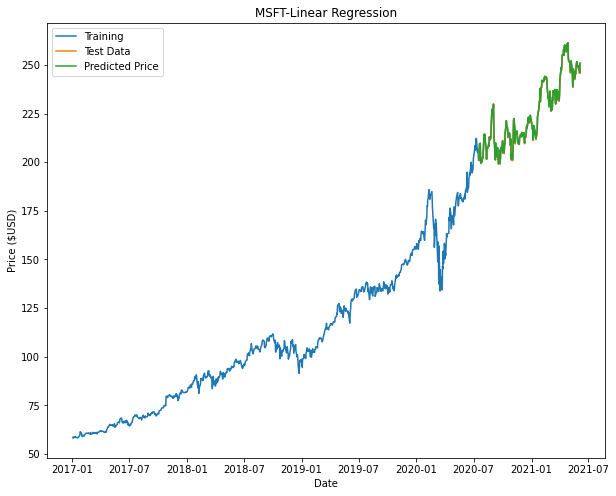 MSFT-Linear Regression
Training
Test Data
Predicted Price
250
225
200
175
150
125
100
75
50
Price ($USD)
2017-01 2017-07 2018-01 2018-07 2019-01 2019-07 2020-01 2020-07 2021-01 2021-07
Date